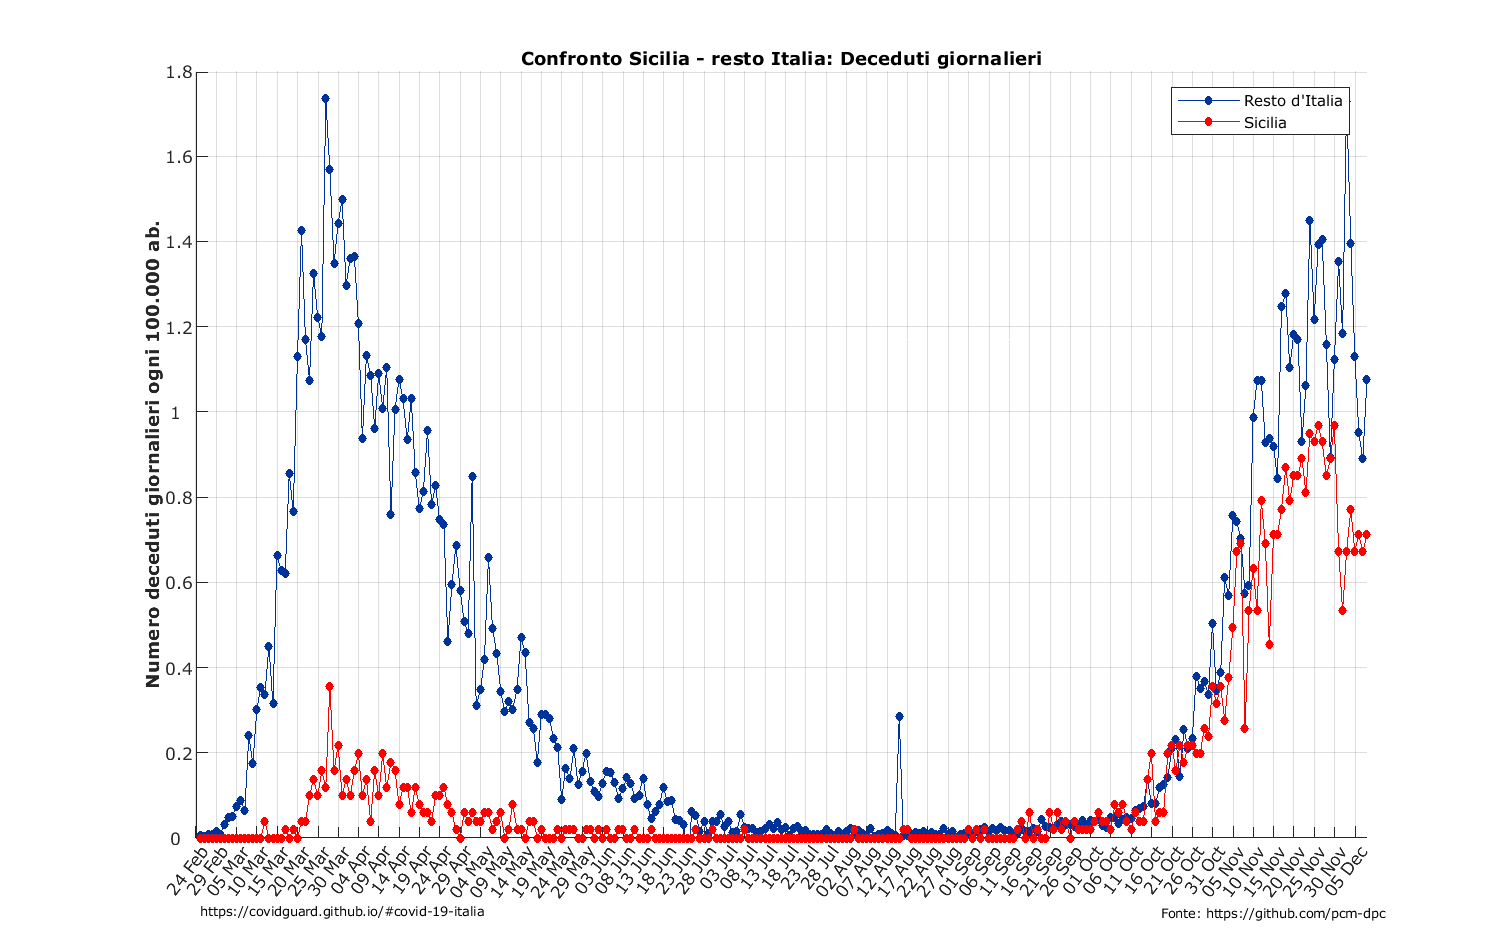 Confronto Sicilia - resto Italia: Deceduti giornalieri
Numero deceduti giornalieri ogni 100.000 ab.
1.8
1.6
1.4
1.2
1
0.8
0.6
0.4
0.2
0
Resto d'Italia
Sicilia
24 Feb
29 Feb
05 Mar
10 Mar
15 Mar
20 Mar
25 Mar
30 Mar
04 Apr
09 Apr
14 Apr
19 Apr
24 Apr
29 Apr
04 May
09 May
14 May
19 May
24 May
29 May
03 Jun
08 Jun
13 Jun
18 Jun
23 Jun
28 Jun
03 Jul
08 Jul
13 Jul
18 Jul
23 Jul
28 Jul
02 Aug
07 Aug
12 Aug
17 Aug
22 Aug
27 Aug
01 Sep
06 Sep
11 Sep
16 Sep
21 Sep
26 Sep
01 Oct
06 Oct
11 Oct
16 Oct
21 Oct
26 Oct
31 Oct
05 Nov
10 Nov
15 Nov
20 Nov
25 Nov
30 Nov
05 Dec
https://covidguard.github.io/#covid-19-italia
Fonte: https://github.com/pcm-dpc